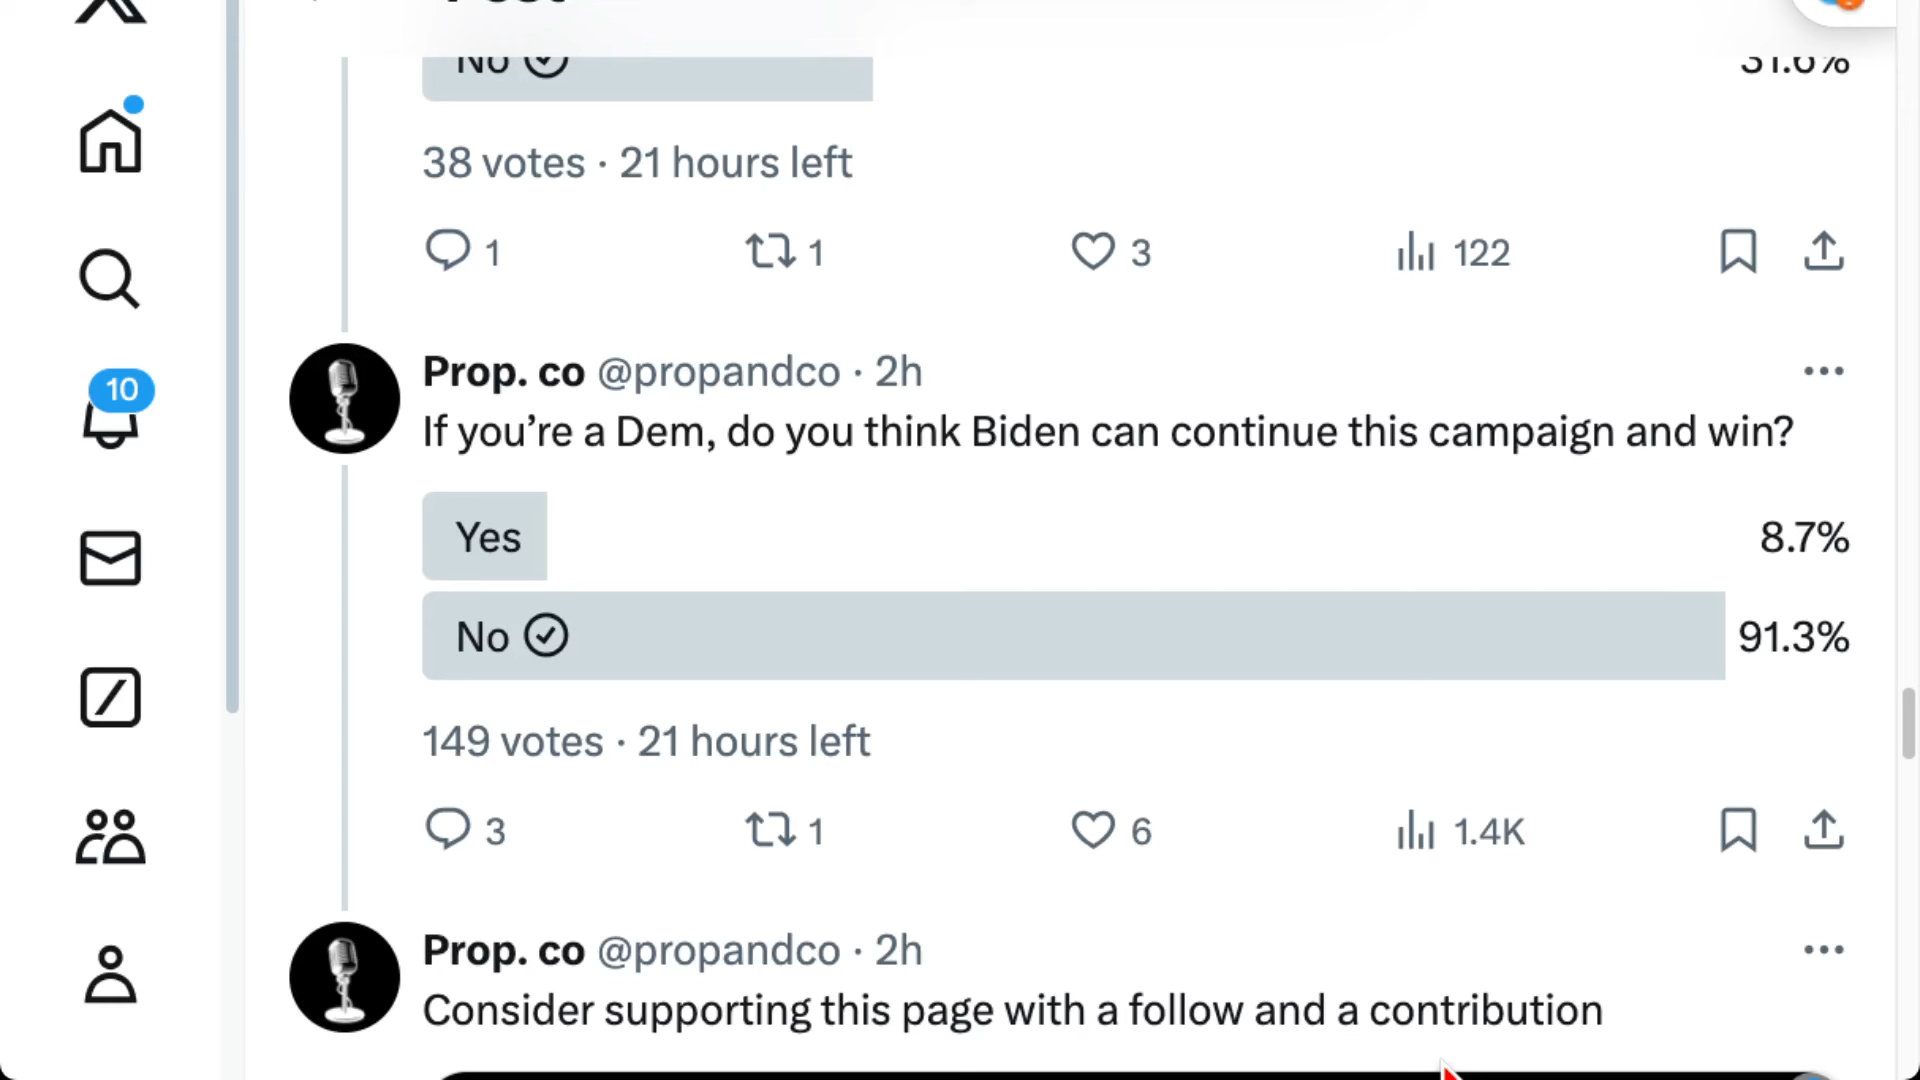 Post
No 31.6%
38 votes · 21 hours left
1 1 3 122
10
Prop. co @propandco · 2h
If you’re a Dem, do you think Biden can continue this campaign and win?
Yes 8.7%
No 91.3%
149 votes · 21 hours left
3 1 6 1.4K
Prop. co @propandco · 2h
Consider supporting this page with a follow and a contribution